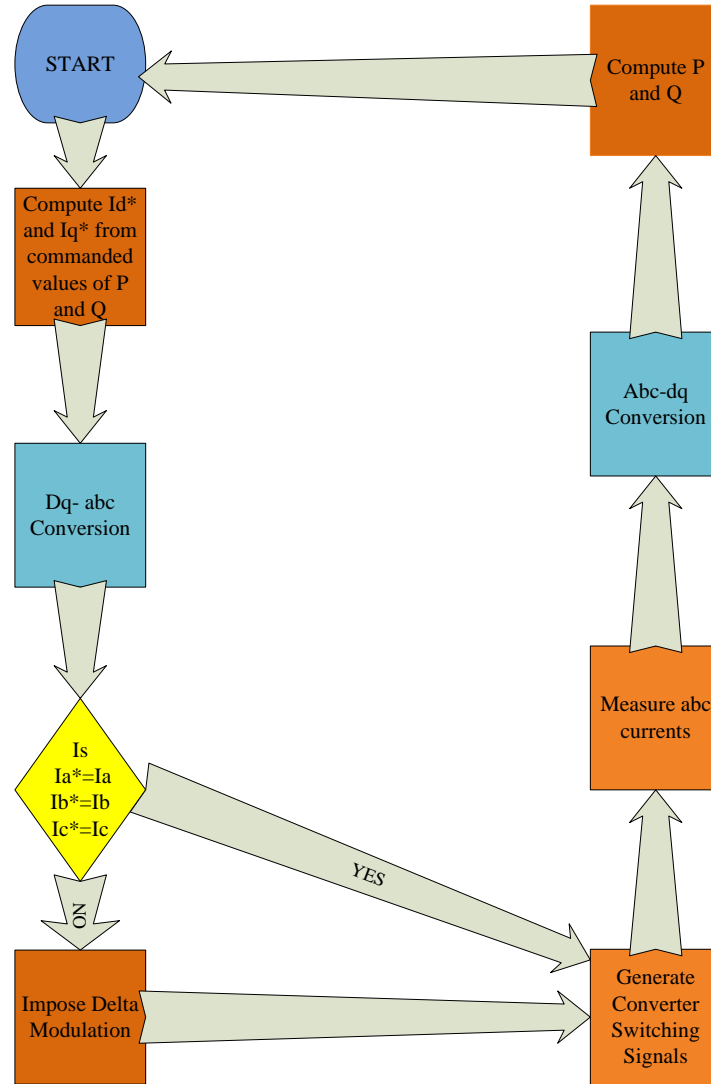 START
Compute Id*
and Iq* from
commanded
values of P
and Q
Dq- abc
Conversion
Is
Ia*=Ia
Ib*=Ib
Ic*=Ic
YES
NO
Impose Delta
Modulation
Generate
Converter
Switching
Signals
Measure abc
currents
Abc-dq
Conversion
Compute P
and Q